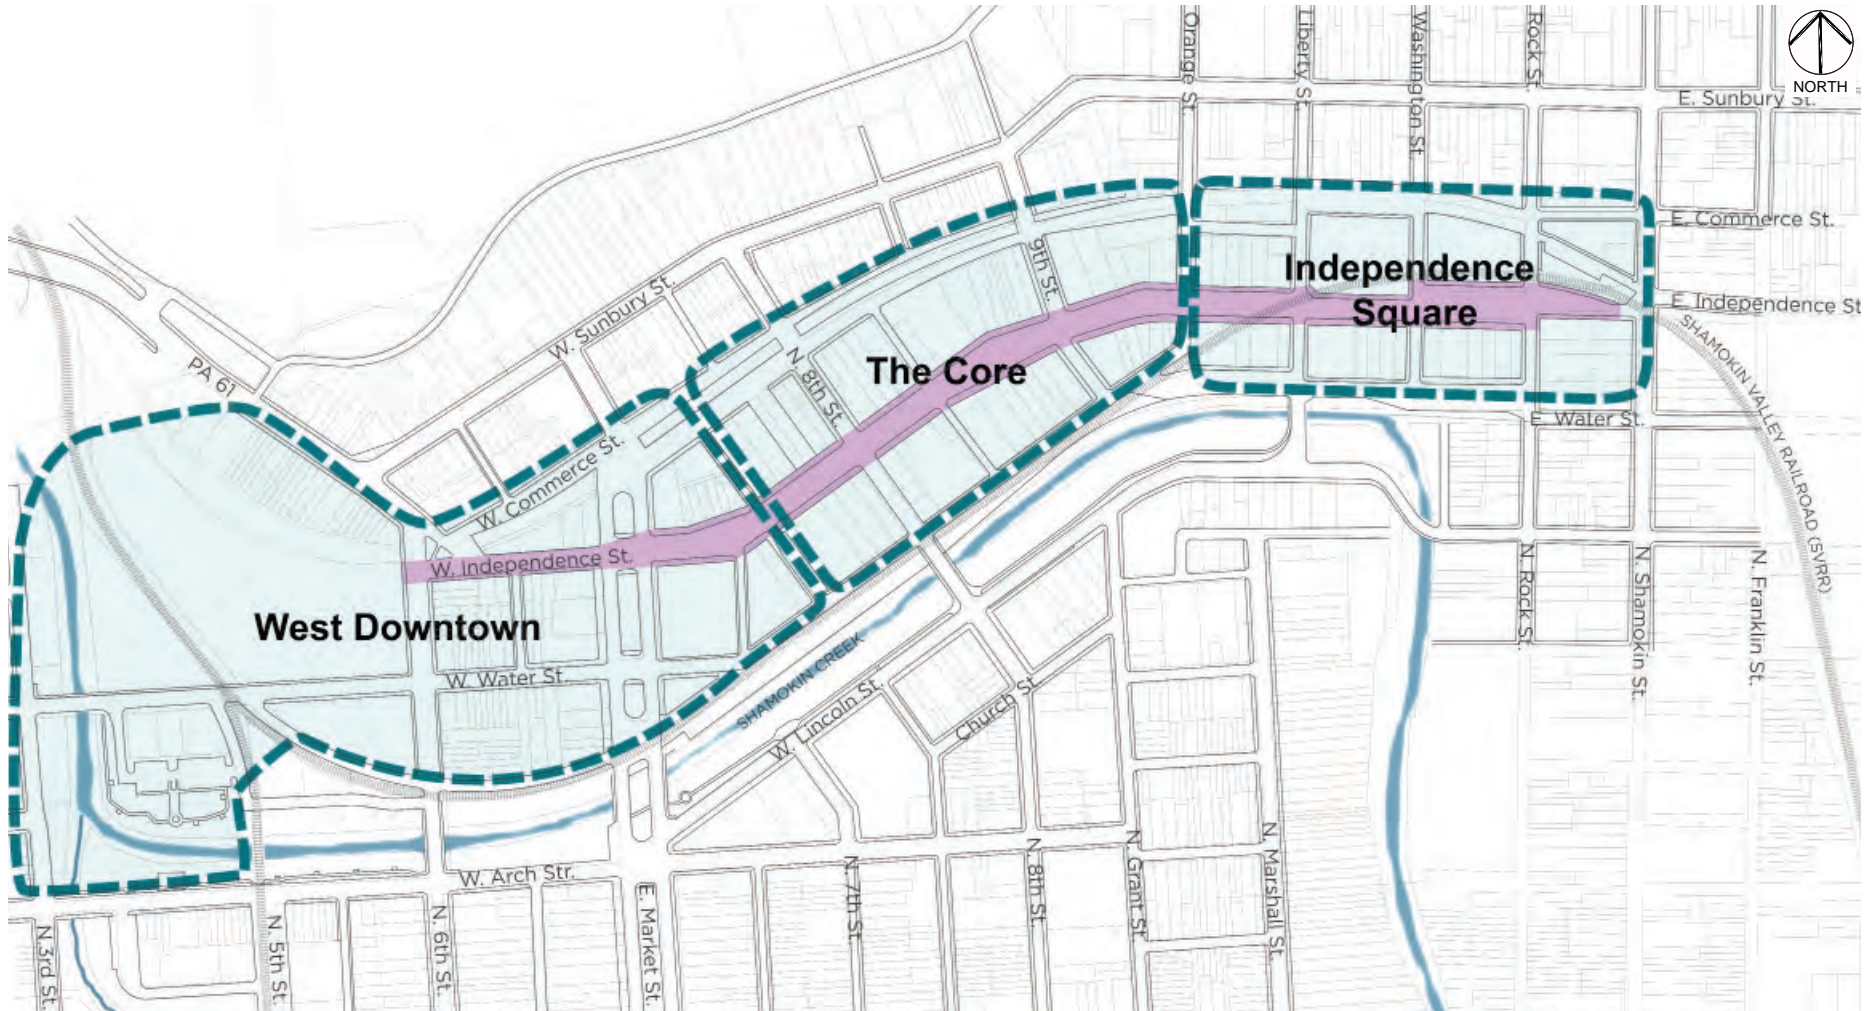 Orange St.
Liberty St.
Washington St.
Rock St.
NORTH
E. Sunbury St.
E. Commerce St.
Independence
Square
E. Independence St
9th St.
W. Sunbury St.
PA 61
N. 8th St.
The Core
SHAMOKIN VALLEY RAILROAD (SVRR)
E. Water St.
W. Commerce St.
W. Independence St.
West Downtown
W. Water St.
SHAMOKIN CREEK
W. Lincoln St.
Church St.
N. Rock S.
N. Shamokin St.
N. Franklin St.
W. Arch Str.
N.3rd St.
N. 5th St.
N. 6th St.
E. Market St.
N. 7th St.
N. 8th St.
N. Grant St.
N. Marshall St.